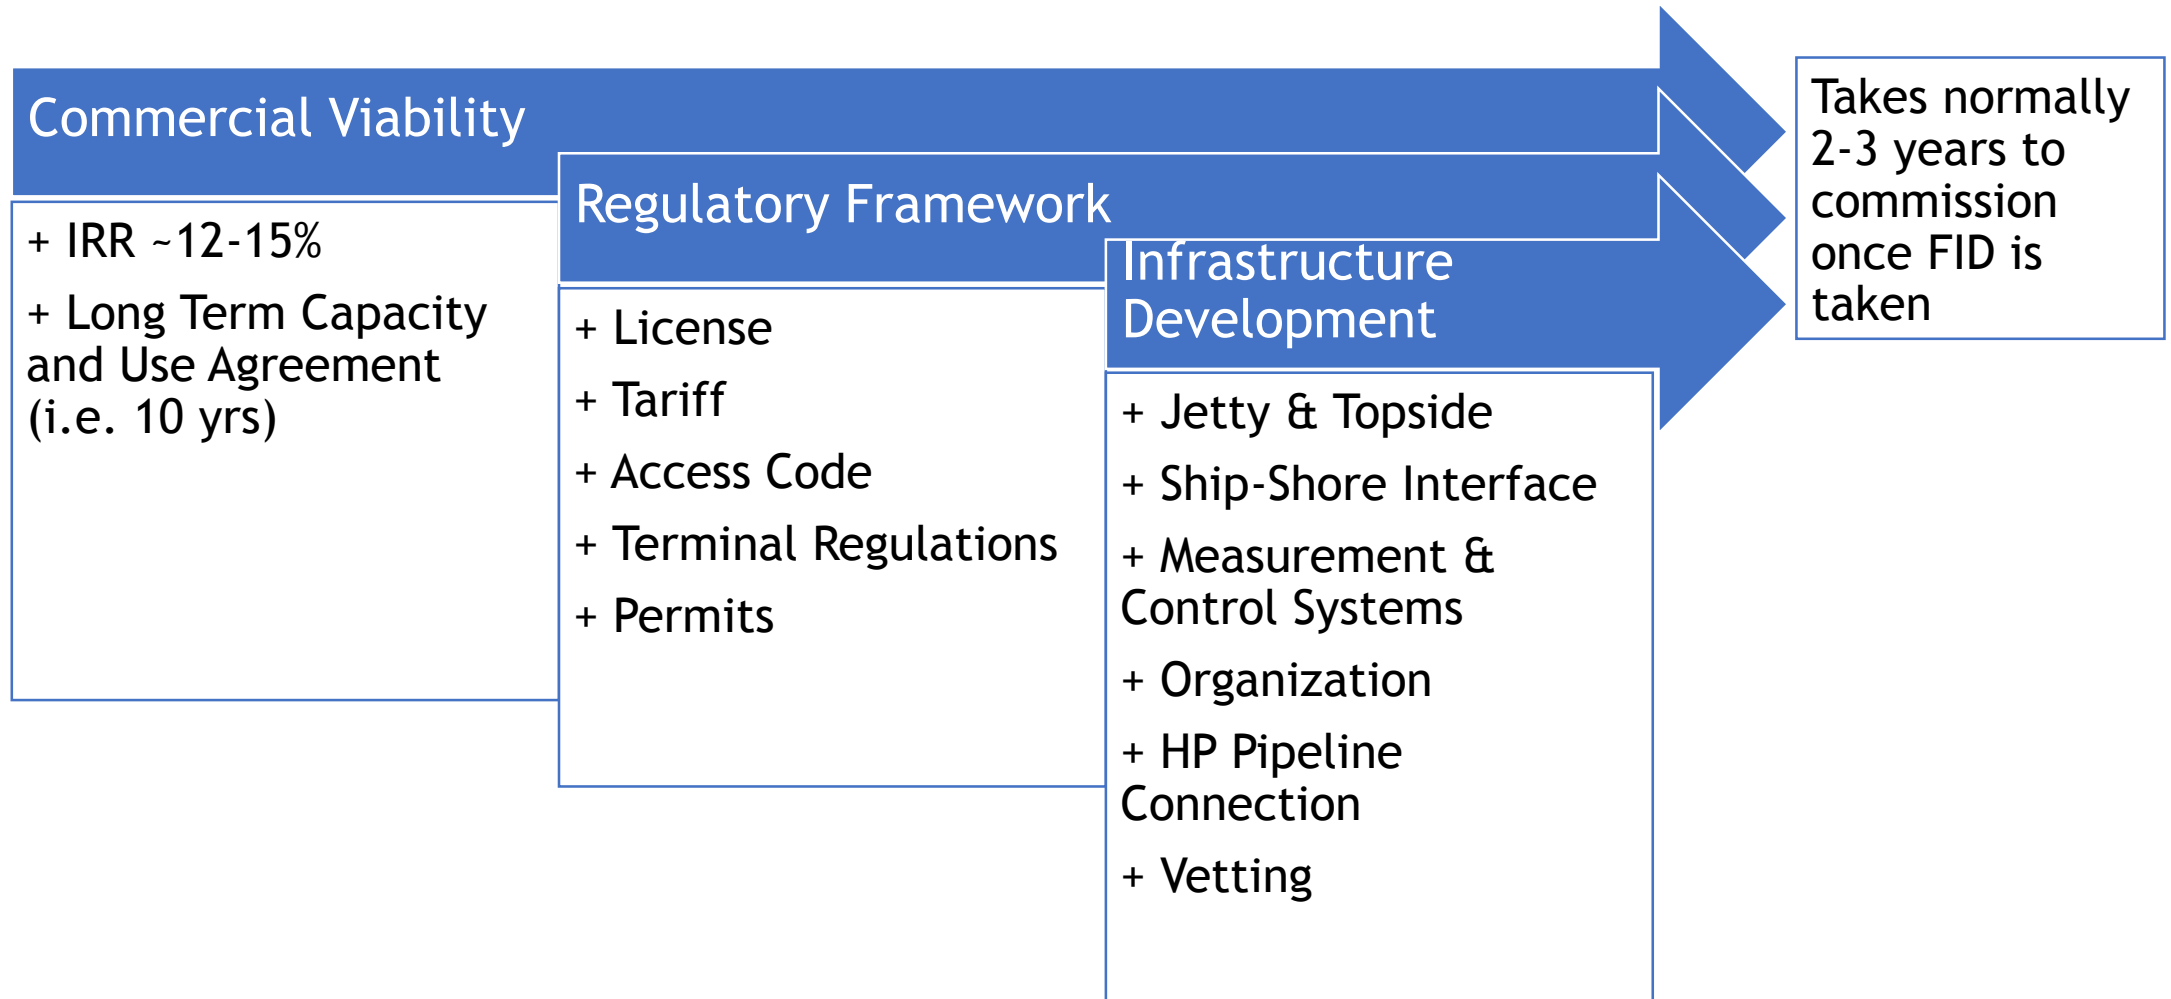 Commercial Viability
+ IRR ~12-15%
+ Long Term Capacity
and Use Agreement
(i.e. 10 yrs)
Regulatory Framework
+ License
+ Tariff
+ Access Code
+ Terminal Regulations
+ Permits
Infrastructure
Development
+ Jetty & Topside
+ Ship-Shore Interface
+ Measurement &
Control Systems
+ Organization
+ HP Pipeline
Connection
+ Vetting
Takes normally
2-3 years to
commission
once FID is
taken